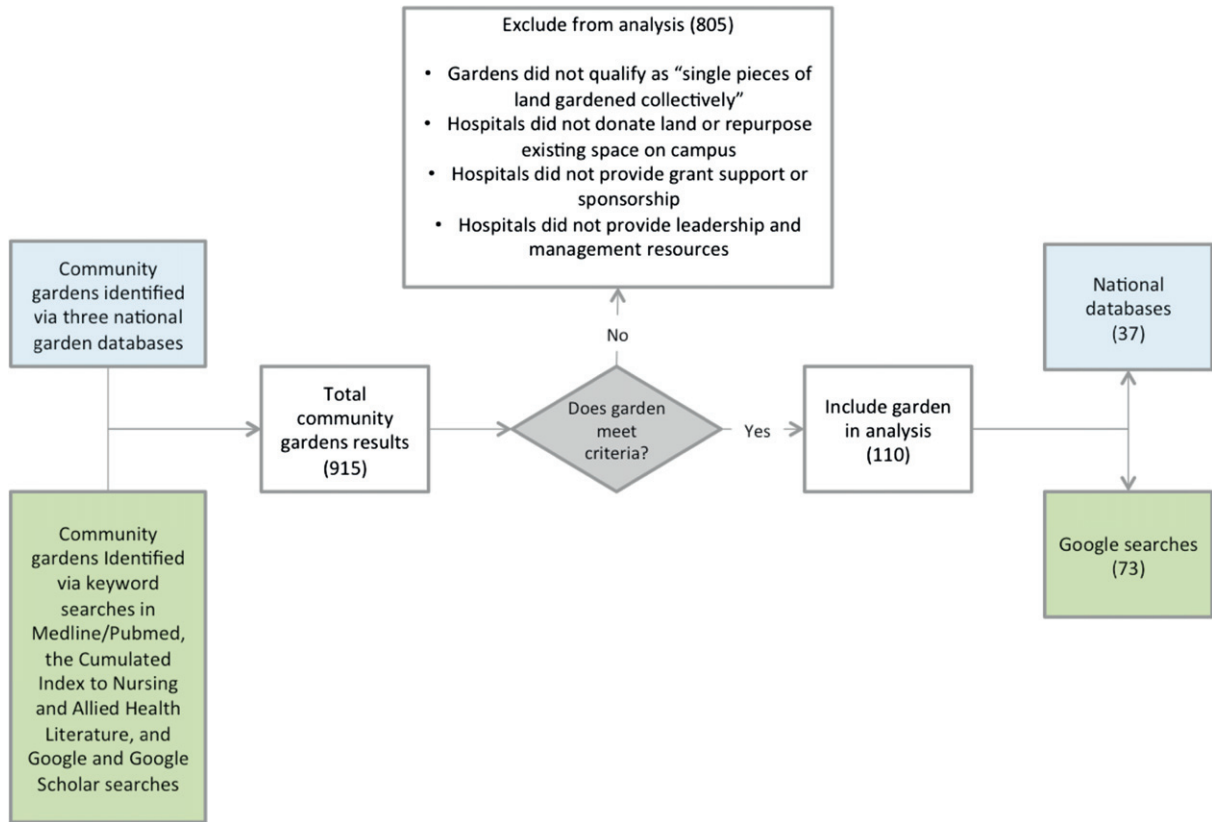 Exclude from analysis (805)
• Gardens did not qualify as “single pieces of
land gardened collectively”
• Hospitals did not donate land or repurpose
existing space on campus
• Hospitals did not provide grant support or
sponsorship
• Hospitals did not provide leadership and
management resources
Community
gardens identified
via three national
garden databases
National
databases
(37)
No
Total
community
gardens results
(915)
Does garden
meet
criteria?
Yes
Include garden
in analysis
(110)
Community
gardens Identified
via keyword
searches in
Medline/Pubmed,
the Cumulated
Index to Nursing
and Allied Health
Literature, and
Google and Google
Scholar searches
Google searches
(73)